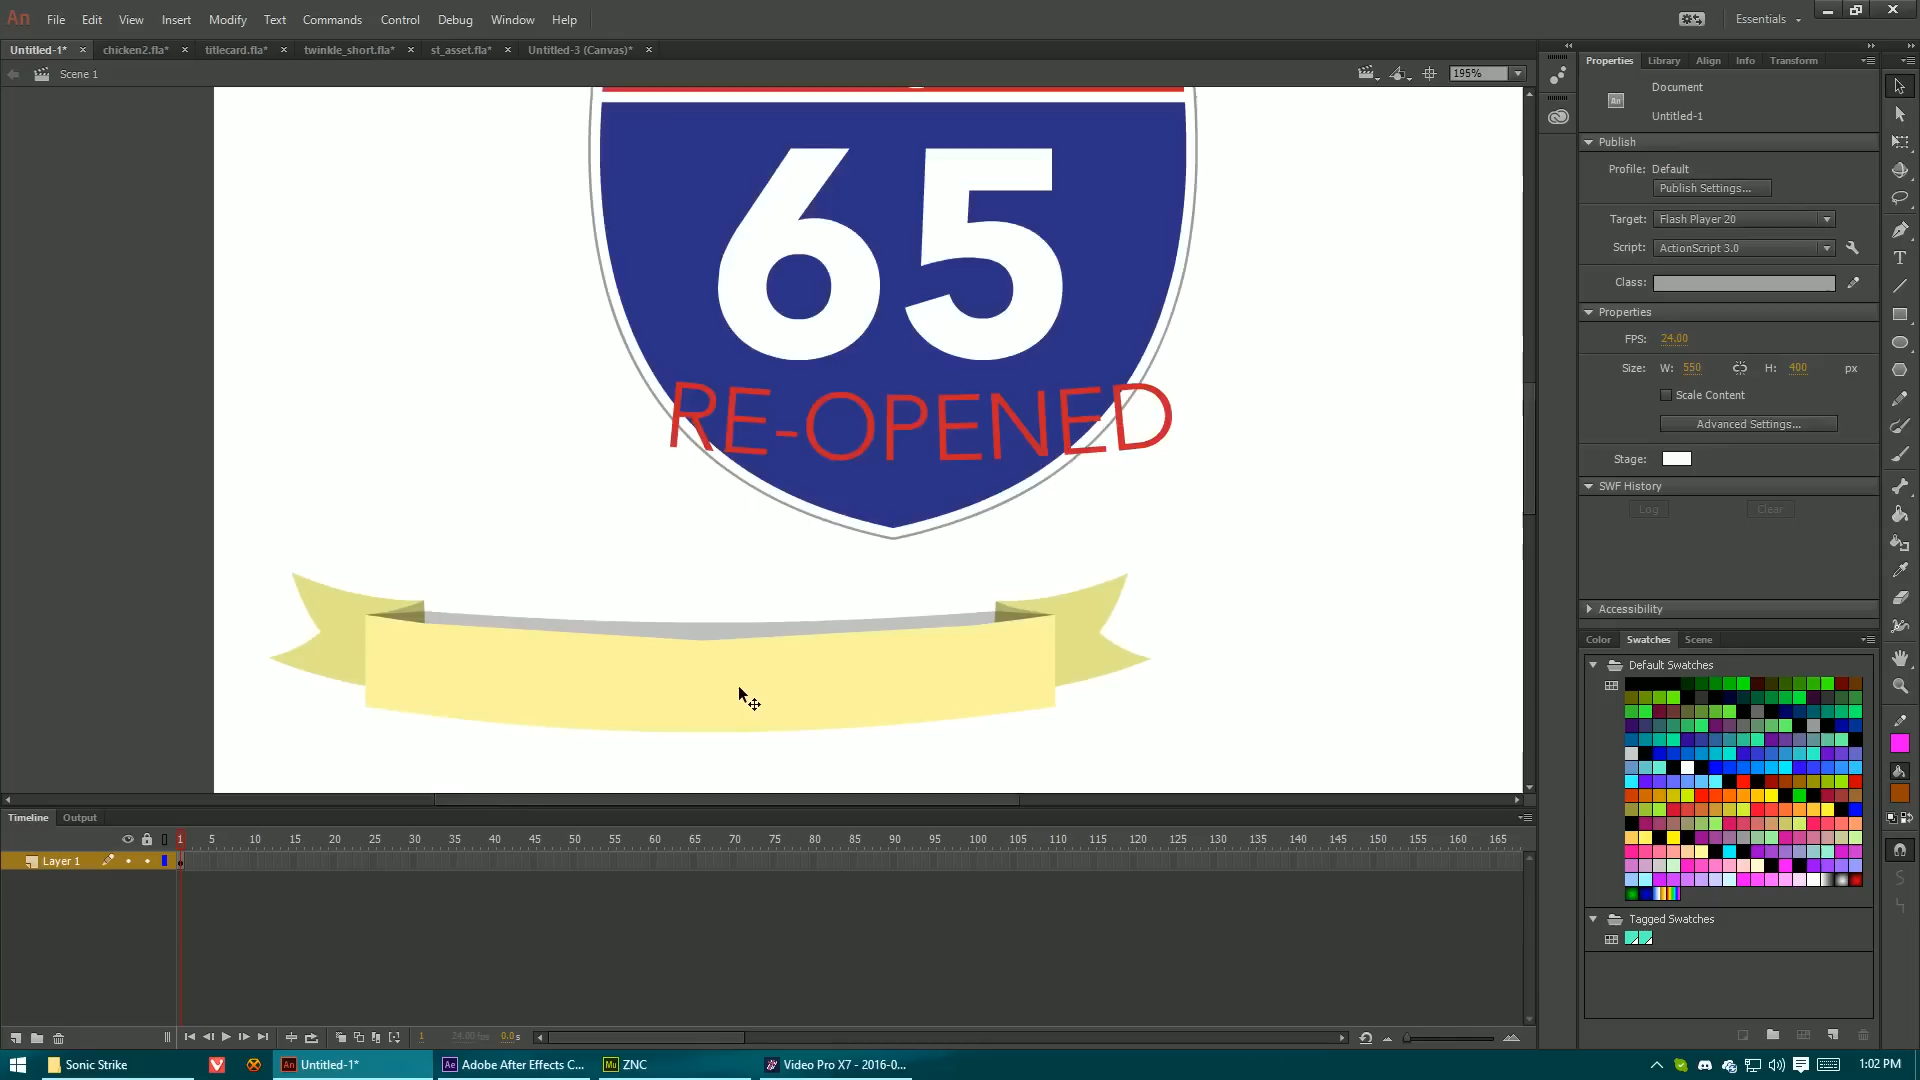 An File Edit View Insert Modify Text Commands Control Debug Window Help Essentials
Untitled-1* × chicken2.fla* × titlecard.fla* × twinkle_short.fla* × st_asset.fla* × Untitled-3 (Canvas)* ×
Scene 1 195%
Properties Library Align Info Transform
An
Document
Untitled-1
Publish
Profile: Default
Publish Settings...
Target: Flash Player 20
Script: ActionScript 3.0
Class:
Properties
FPS: 24.00
Size: W: 550 H: 400 px
Scale Content
Advanced Settings...
Stage:
SWF History
Log Clear
Accessibility
Color Swatches Scene
Default Swatches
Tagged Swatches
65
RE-OPENED
Timeline Output
1 5 10 15 20 25 30 35 40 45 50 55 60 65 70 75 80 85 90 95 100 105 110 115 120 125 130 135 140 145 150 155 160 165
Layer 1
1 24.00 fps 0.0s
Sonic Strike An Untitled-1* Ae Adobe After Effects C... Mu ZNC Video Pro X7 - 2016-0... 1:02 PM